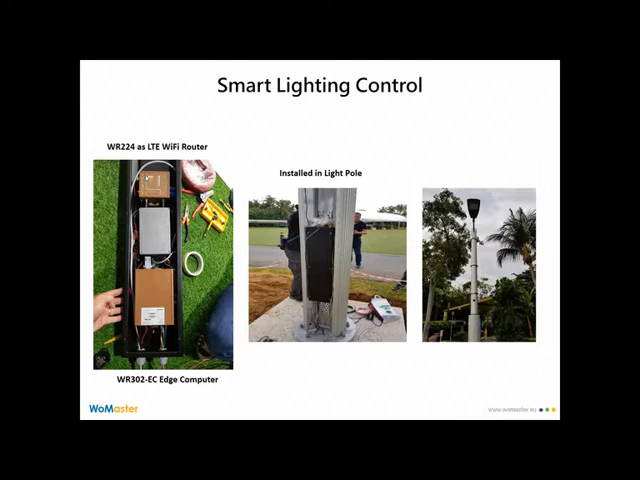 Smart Lighting Control
WR224 as LTE WiFi Router
Installed in Light Pole
WR302-EC Edge Computer
WoMaster
www.womaster.eu